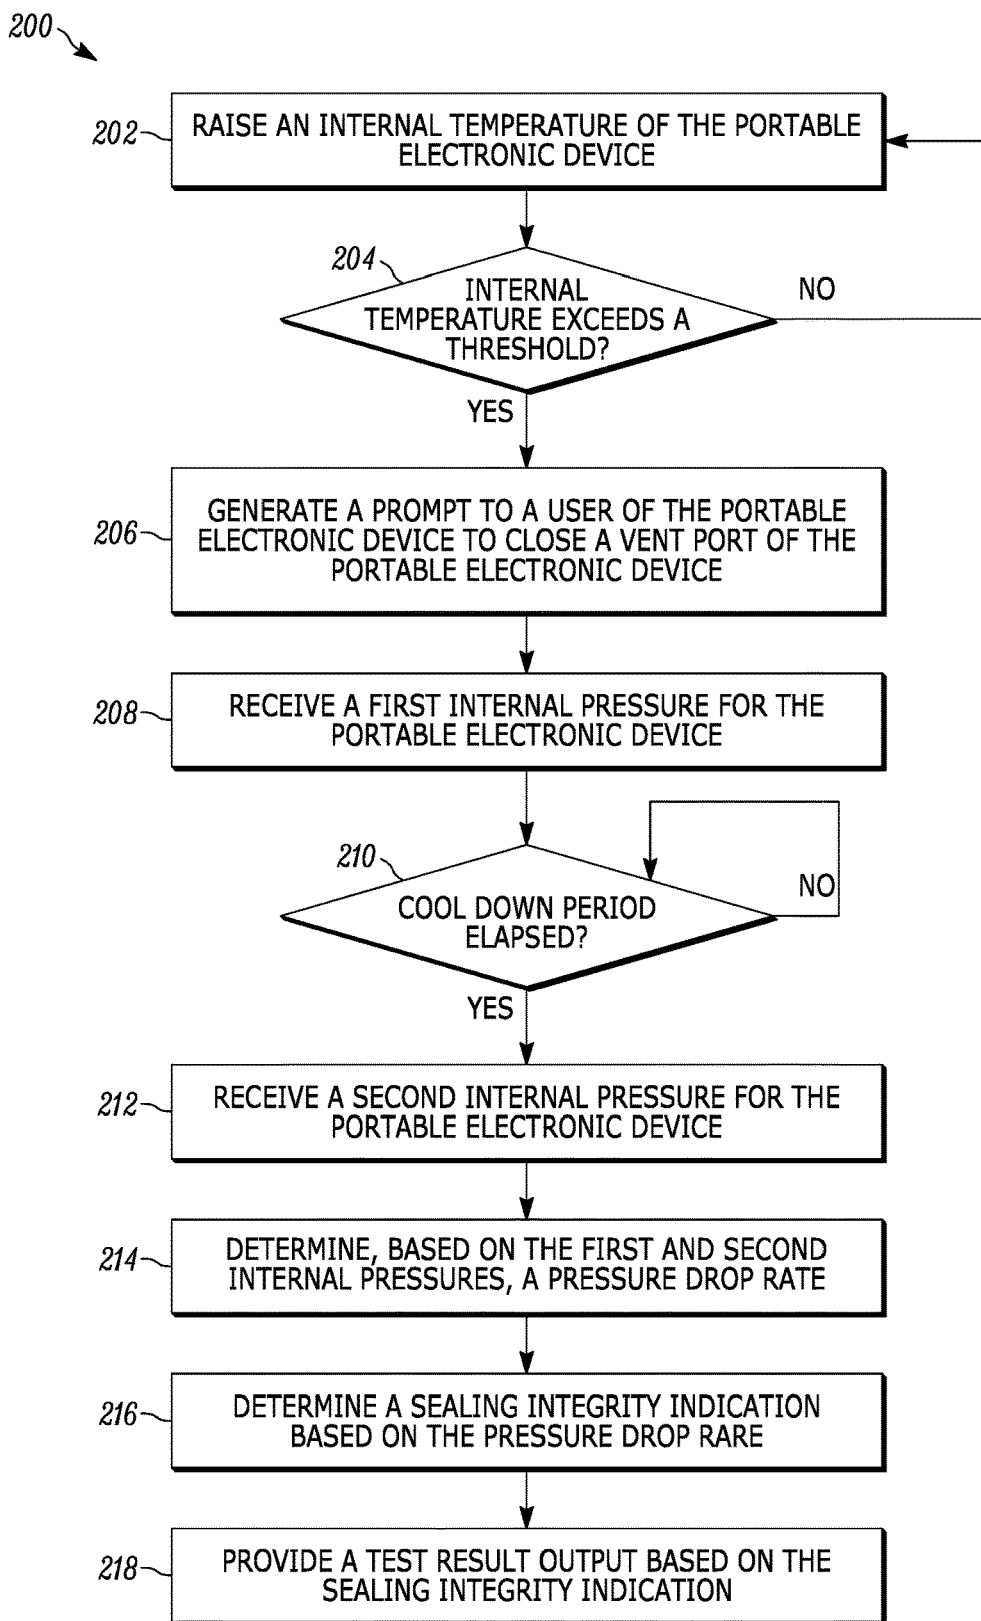 200
202
RAISE AN INTERNAL TEMPERATURE OF THE PORTABLE
ELECTRONIC DEVICE
204
INTERNAL
TEMPERATURE EXCEEDS A
THRESHOLD?
NO
YES
206
GENERATE A PROMPT TO A USER OF THE PORTABLE
ELECTRONIC DEVICE TO CLOSE A VENT PORT OF THE
PORTABLE ELECTRONIC DEVICE
208
RECEIVE A FIRST INTERNAL PRESSURE FOR THE
PORTABLE ELECTRONIC DEVICE
210
COOL DOWN PERIOD
ELAPSED?
NO
YES
212
RECEIVE A SECOND INTERNAL PRESSURE FOR THE
PORTABLE ELECTRONIC DEVICE
214
DETERMINE, BASED ON THE FIRST AND SECOND
INTERNAL PRESSURES, A PRESSURE DROP RATE
216
DETERMINE A SEALING INTEGRITY INDICATION
BASED ON THE PRESSURE DROP RARE
218
PROVIDE A TEST RESULT OUTPUT BASED ON THE
SEALING INTEGRITY INDICATION